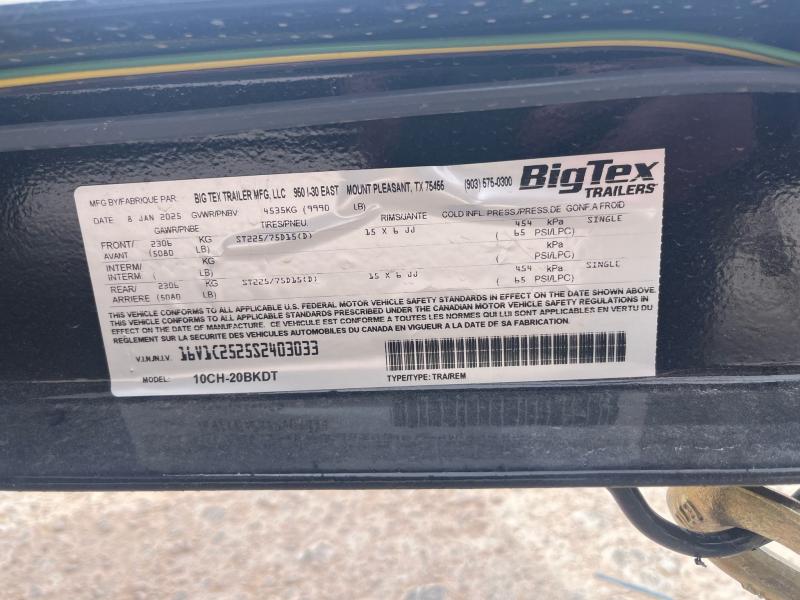 MFG BY/FABRIQUE PAR: BIG TEX TRAILER MFG, LLC 950 I-30 EAST MOUNT PLEASANT, TX 75455 (903) 575-0300
BigTex
TRAILERS
DATE: 8 JAN 2025 GVWR/PNBV 4535KG (9990 LB)
GAWR/PNBE TIRES/PNEU. RIMSUANTE COLD INFL.PRESS/PRESS.DE GONF.A FROID
FRONT/ 2306 KG ST225/75D15(D) 15 X 6 JJ 454 kPa SINGLE
AVANT (5080 LB) ( 65 PSI/LPC)
INTERM/ KG kPa
INTERM/( LB) ( PSI/LPC)
REAR/ 2306 KG ST225/75D15(D) 15 X 6 JJ 454 kPa SINGLE
ARRIERE (5080 LB) ( 65 PSI/LPC)
THIS VEHICLE CONFORMS TO ALL APPLICABLE U.S. FEDERAL MOTOR VEHICLE SAFETY STANDARDS IN EFFECT ON THE DATE SHOWN ABOVE.
THIS VEHICLE CONFORMS TO ALL APPLICABLE STANDARDS PRESCRIBED UNDER THE CANADIAN MOTOR VEHICLE SAFETY REGULATIONS IN
EFFECT ON THE DATE OF MANUFACTURE. CE VEHICULE EST CONFORME A TOUTES LES NORMES QUI LUI SONT APPLICABLES EN VERTU DU
REGLEMENT SUR LA SECURITE DES VEHICULES AUTOMOBILES DU CANADA EN VIGUEUR A LA DATE DE SA FABRICATION.
V.I.N./N.I.V. 16V1C2525S2403033
MODEL: 10CH-20BKDT TYPE/TYPE: TRA/REM